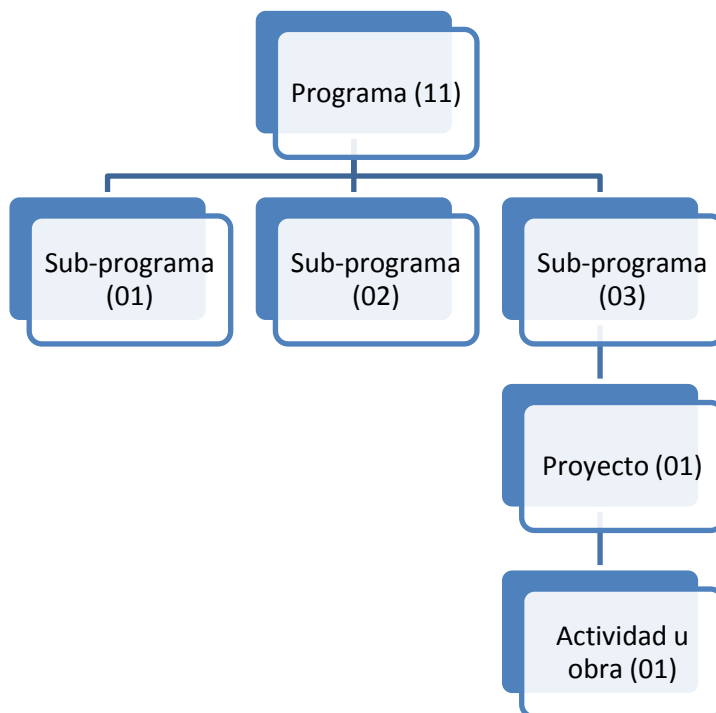 Programa (11)
Sub-programa
(01)
Sub-programa
(02)
Sub-programa
(03)
Proyecto (01)
Actividad u
obra (01)